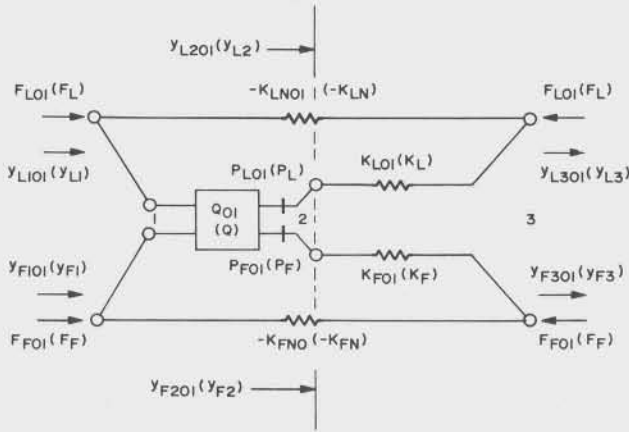 yL201(yL2)
FL01(FL) -KLN01(-KLN) FL01(FL)
yL101(yL1) PL01(PL) KL01(KL) yL301(yL3)
Q01
(Q)
2
3
yF101(yF1) PF01(PF) KF01(KF) yF301(yF3)
FF01(FF) -KFNO(-KFN) FF01(FF)
yF201(yF2)